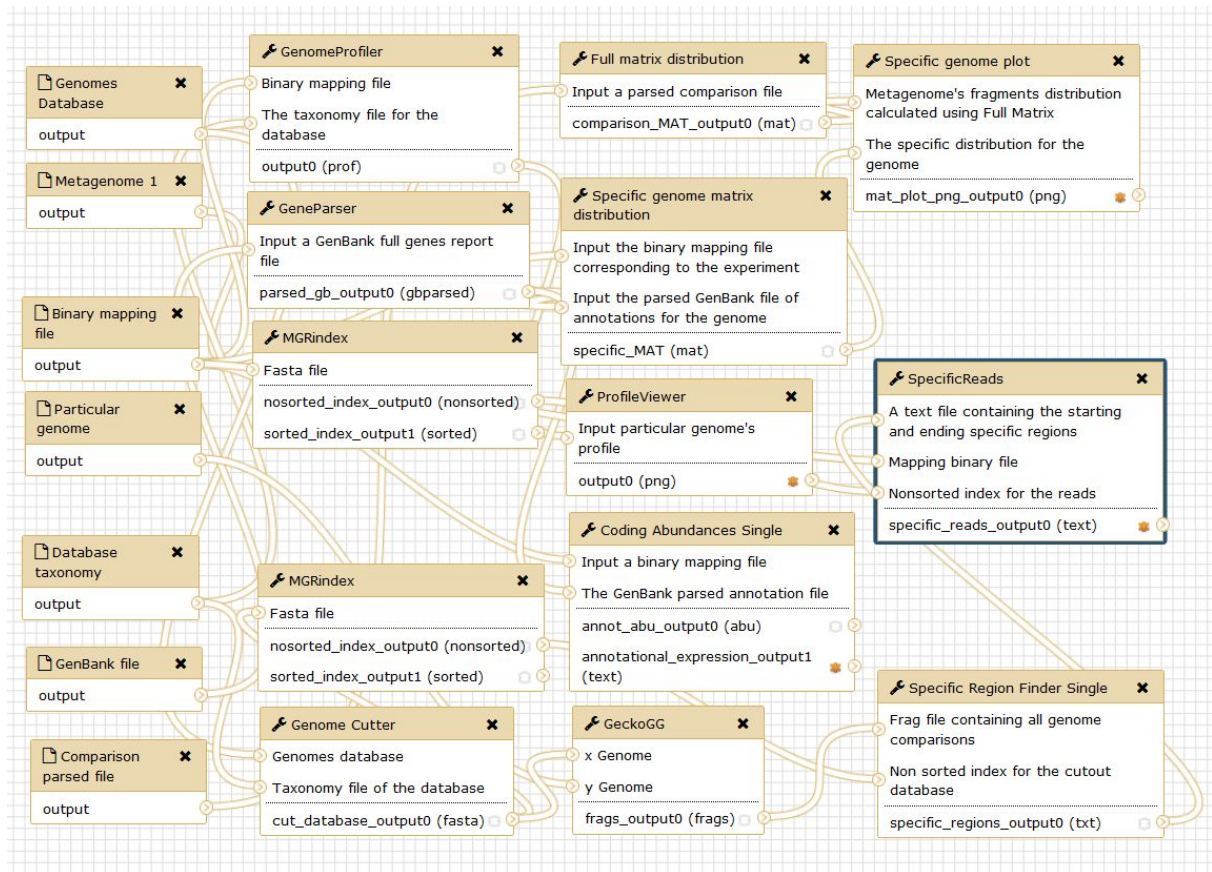 Genomes
Database
output
Metagenome 1
output
Binary mapping
file
output
Particular
genome
output
Database
taxonomy
output
GenBank file
output
Comparison
parsed file
output
GenomeProfiler
Binary mapping file
The taxonomy file for the
database
output0 (prof)
GeneParser
Input a GenBank full genes report
file
parsed_gb_output0 (gbparsed)
MGRindex
Fasta file
nosorted_index_output0 (nonsorted)
sorted_index_output1 (sorted)
MGRindex
Fasta file
nosorted_index_output0 (nonsorted)
sorted_index_output1 (sorted)
Genome Cutter
Genomes database
Taxonomy file of the database
cut_database_output0 (fasta)
Full matrix distribution
Input a parsed comparison file
comparison_MAT_output0 (mat)
Specific genome matrix
distribution
Input the binary mapping file
corresponding to the experiment
Input the parsed GenBank file of
annotations for the genome
specific_MAT (mat)
ProfileViewer
Input particular genome's
profile
output0 (png)
Coding Abundances Single
Input a binary mapping file
The GenBank parsed annotation file
annot_abu_output0 (abu)
annotational_expression_output1
(text)
GeckoGG
x Genome
y Genome
frags_output0 (frags)
Specific genome plot
Metagenome's fragments distribution
calculated using Full Matrix
The specific distribution for the
genome
mat_plot_png_output0 (png)
SpecificReads
A text file containing the starting
and ending specific regions
Mapping binary file
Nonsorted index for the reads
specific_reads_output0 (text)
Specific Region Finder Single
Frag file containing all genome
comparisons
Non sorted index for the cutout
database
specific_regions_output0 (txt)